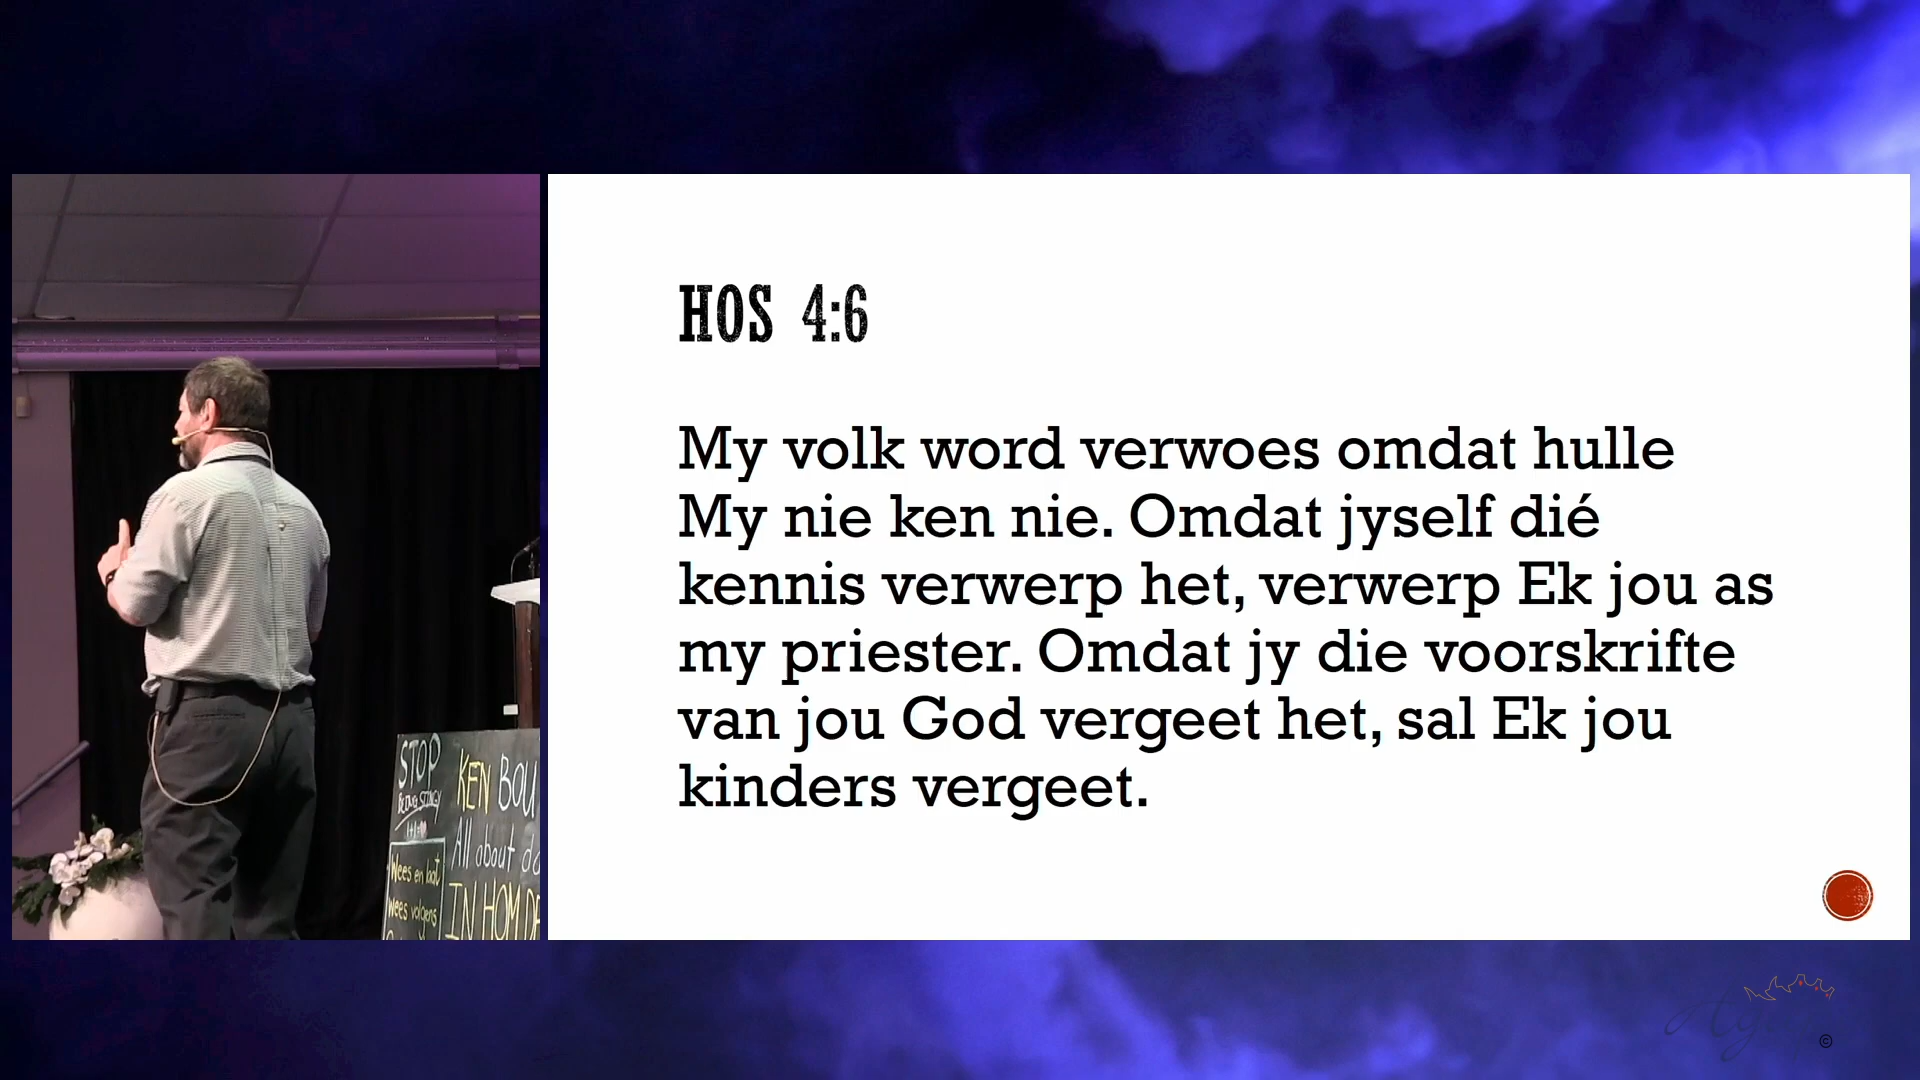 HOS 4:6
My volk word verwoes omdat hulle
My nie ken nie. Omdat jyself dié
kennis verwerp het, verwerp Ek jou as
my priester. Omdat jy die voorskrifte
van jou God vergeet het, sal Ek jou
kinders vergeet.
STOP
KEN BOU
All about
Wees en laat
Wees volgens
IN HOM
©